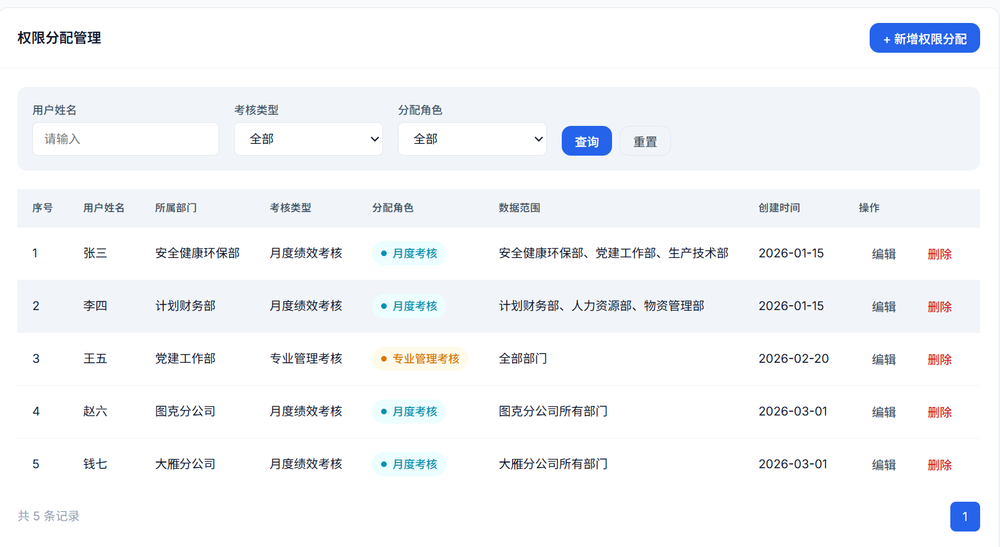 权限分配管理
+ 新增权限分配
用户姓名 考核类型 分配角色
请输入 全部 全部 查询 重置
序号 用户姓名 所属部门 考核类型 分配角色 数据范围 创建时间 操作
1 张三 安全健康环保部 月度绩效考核 月度考核 安全健康环保部、党建工作部、生产技术部 2026-01-15 编辑 删除
2 李四 计划财务部 月度绩效考核 月度考核 计划财务部、人力资源部、物资管理部 2026-01-15 编辑 删除
3 王五 党建工作部 专业管理考核 专业管理考核 全部部门 2026-02-20 编辑 删除
4 赵六 图克分公司 月度绩效考核 月度考核 图克分公司所有部门 2026-03-01 编辑 删除
5 钱七 大雁分公司 月度绩效考核 月度考核 大雁分公司所有部门 2026-03-01 编辑 删除
共 5 条记录 1